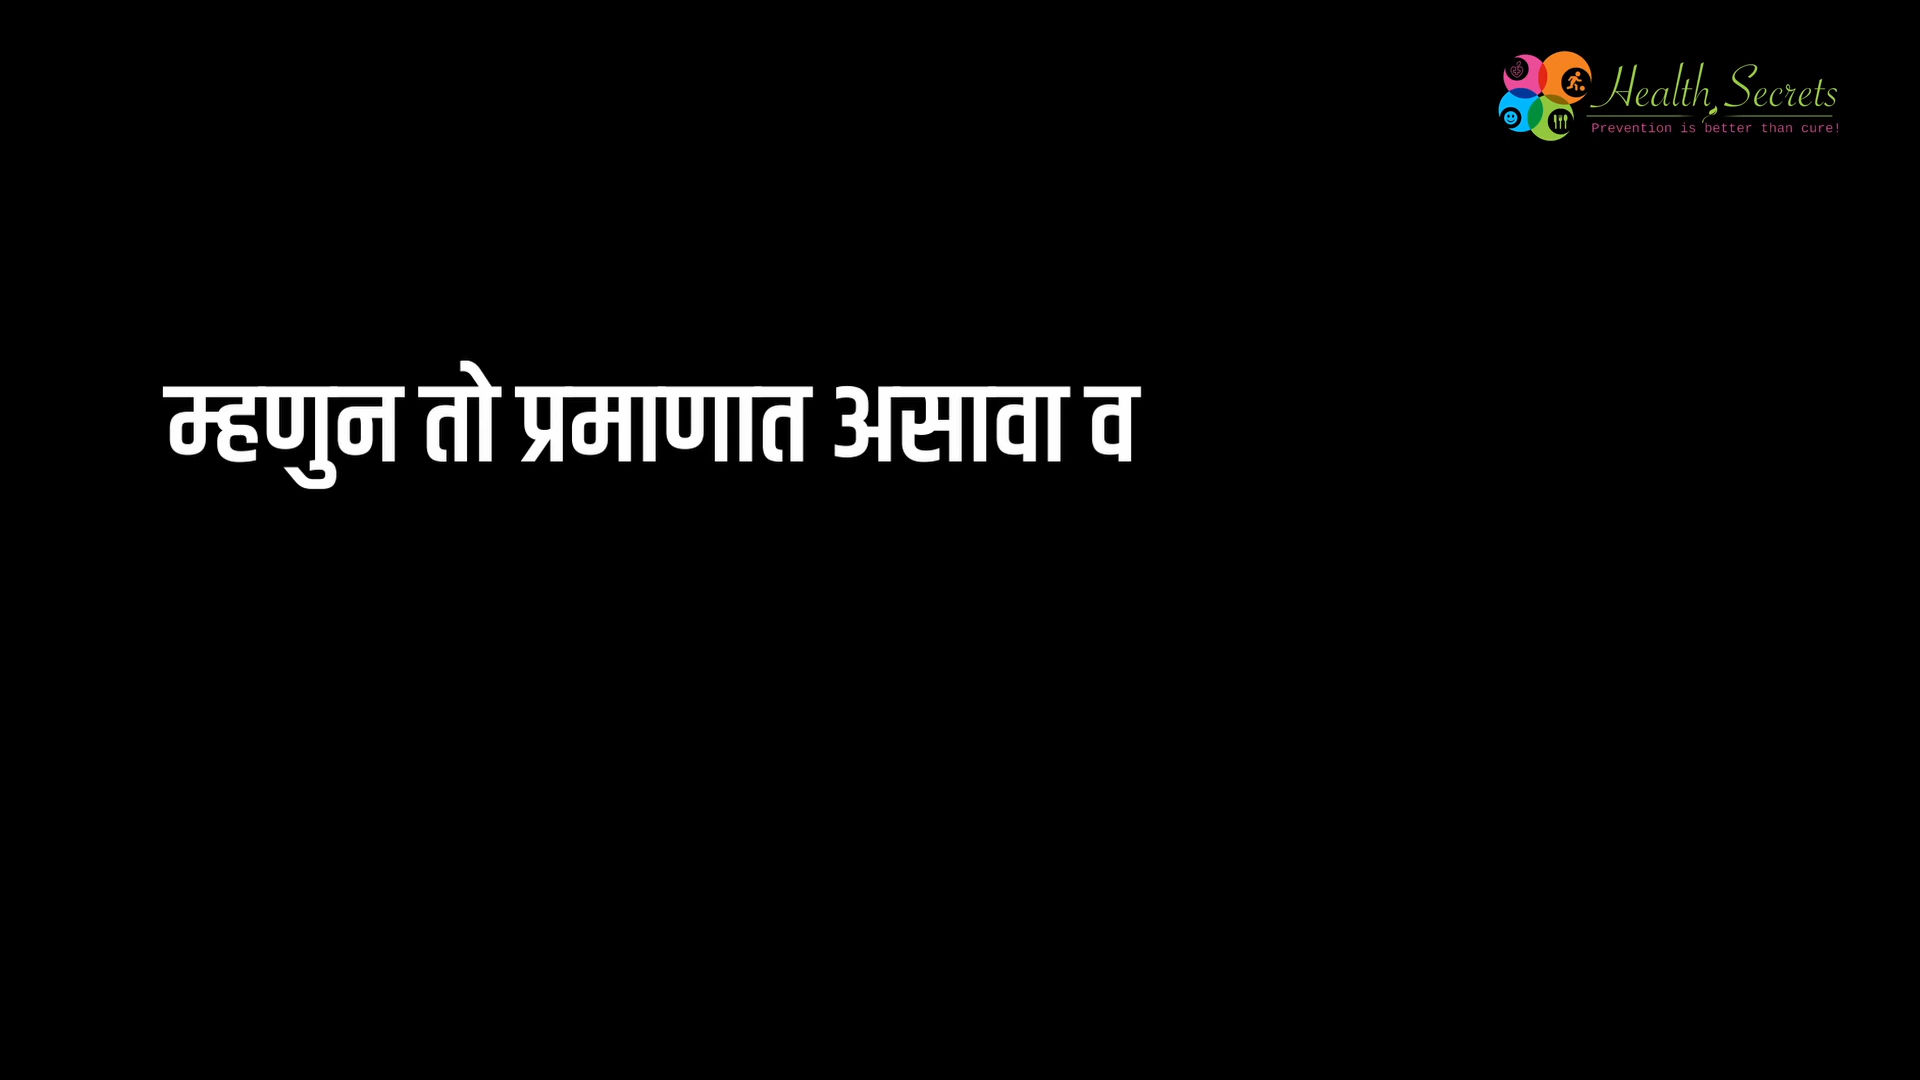 Health Secrets
Prevention is better than cure!
म्हणुन तो प्रमाणात असावा व